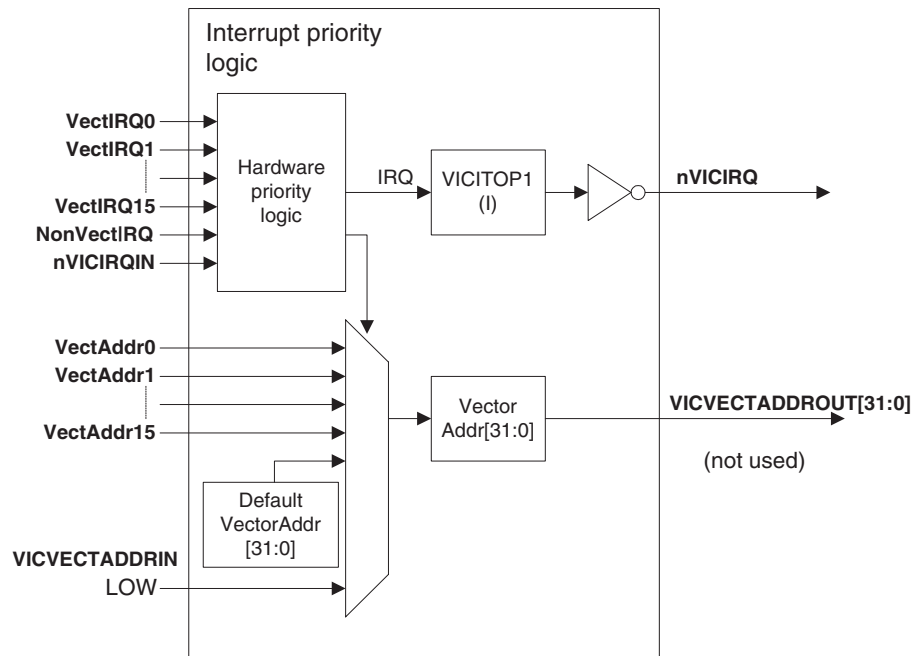 Interrupt priority
logic
VectIRQ0
VectIRQ1
VectIRQ15
NonVectIRQ
nVICIRQIN
Hardware
priority
logic
IRQ
VICITOP1
(I)
nVICIRQ
VectAddr0
VectAddr1
VectAddr15
Default
VectorAddr
[31:0]
Vector
Addr[31:0]
VICVECTADDROUT[31:0]
(not used)
VICVECTADDRIN
LOW